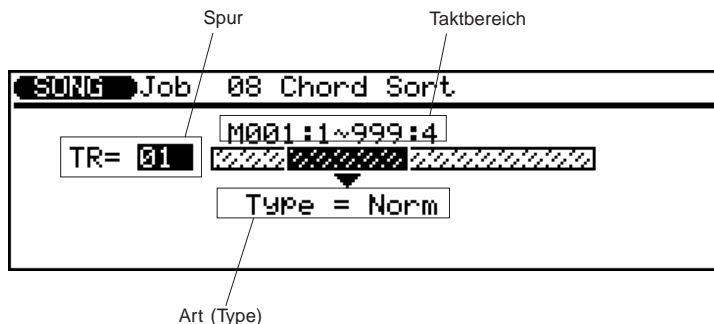 Spur Taktbereich
SONG Job 08 Chord Sort
M001:1~999:4
TR= 01
Type = Norm
Art (Type)